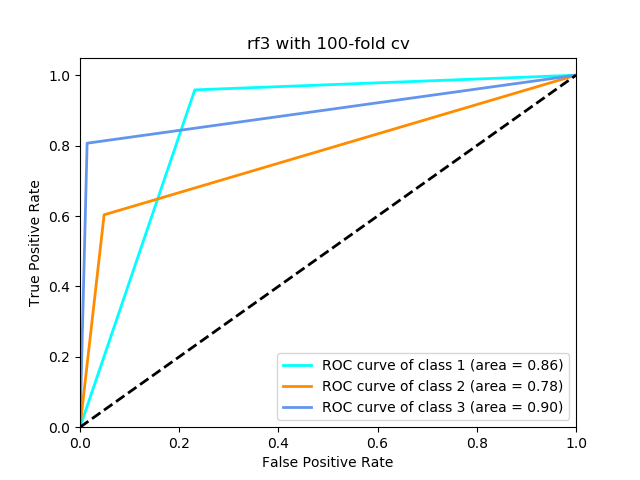 rf3 with 100-fold cv
True Positive Rate
1.0
0.8
0.6
0.4
0.2
0.0
ROC curve of class 1 (area = 0.86)
ROC curve of class 2 (area = 0.78)
ROC curve of class 3 (area = 0.90)
0.0 0.2 0.4 0.6 0.8 1.0
False Positive Rate